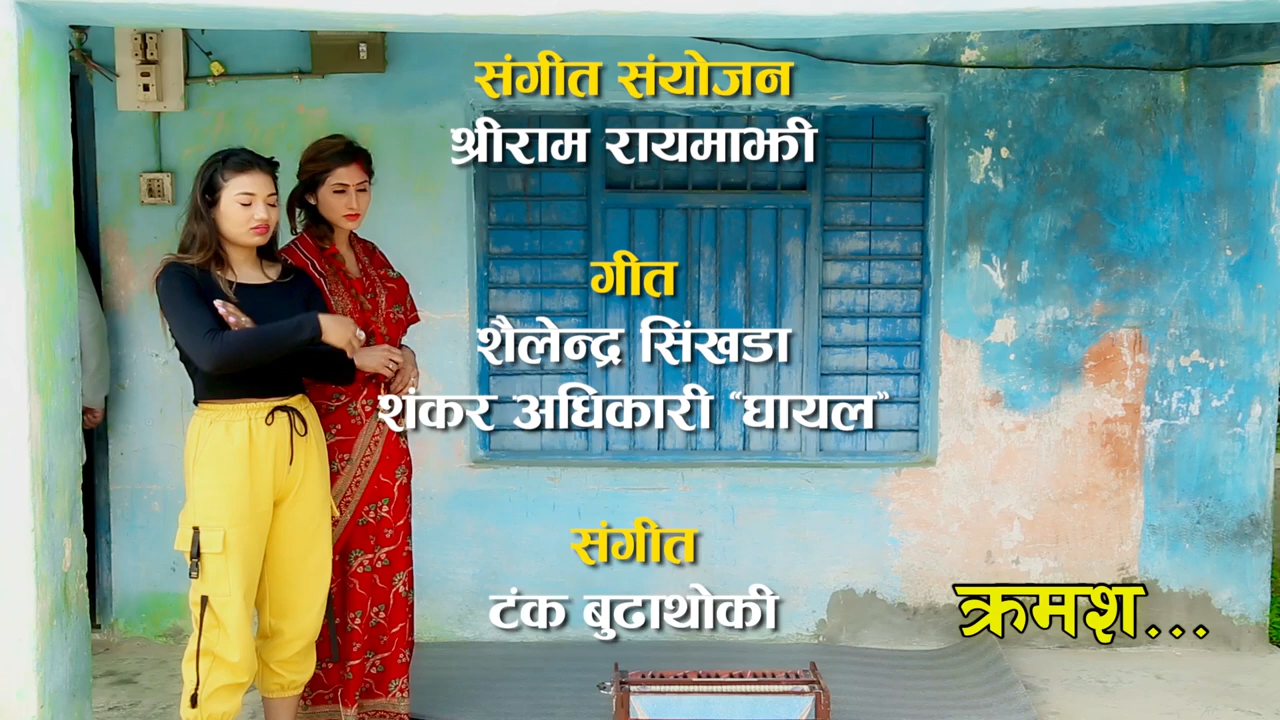 संगीत संयोजन
श्रीराम रायमाझी
गीत
शैलेन्द्र सिंखडा
शंकर अधिकारी “घायल”
संगीत
टंक बुढाथोकी
क्रमश...